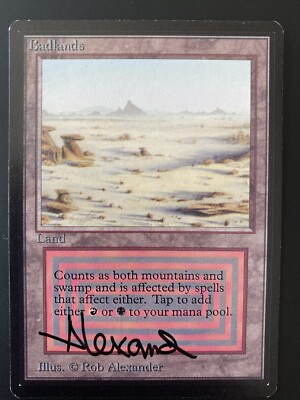 Badlands
Land
Counts as both mountains and
swamp and is affected by spells
that affect either. Tap to add
either or to your mana pool.
Alexand
Illus. © Rob Alexander